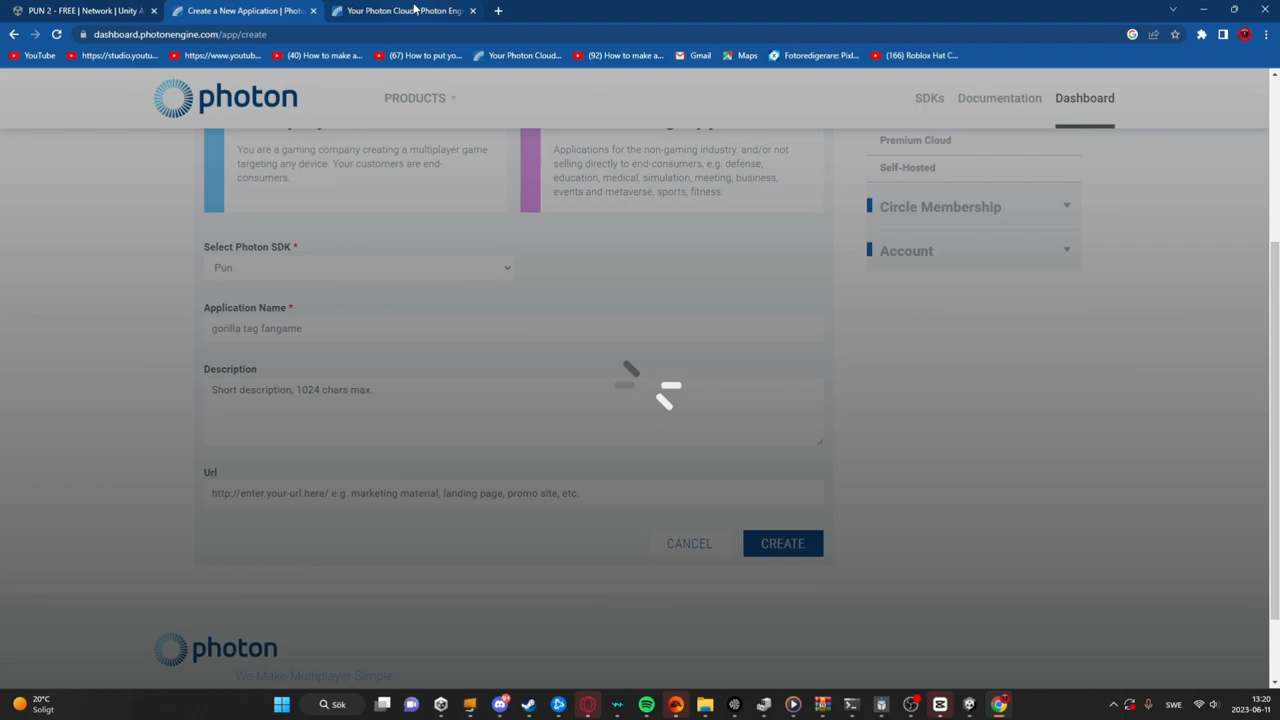 PUN 2 - FREE | Network | Unity A
Create a New Application | Phot
Your Photon Cloud
Photon Eng
dashboard.photonengine.com/app/create
YouTube
https://studio.youtu...
https://www.youtub...
(40) How to make a...
(67) How to put yo...
Your Photon Cloud...
(92) How to make a...
Gmail
Maps
Fotoredigerare: Pixl...
(166) Roblox Hat C...
photon
PRODUCTS
SDKs
Documentation
Dashboard
You are a gaming company creating a multiplayer game
targeting any device. Your customers are end-
consumers.
Applications for the non-gaming industry. and/or not
selling directly to end-consumers, e.g. defense,
education, medical, simulation, meeting, business,
events and metaverse, sports, fitness.
Premium Cloud
Self-Hosted
Circle Membership
Account
Select Photon SDK *
Pun
Application Name *
gorilla tag fangame
Description
Short description, 1024 chars max.
Url
http://enter.your-url.here/ e.g. marketing material, landing page, promo site, etc.
CANCEL
CREATE
photon
We Make Multiplayer Simple.
20°C
Soligt
Sök
SWE
13:20
2023-06-11